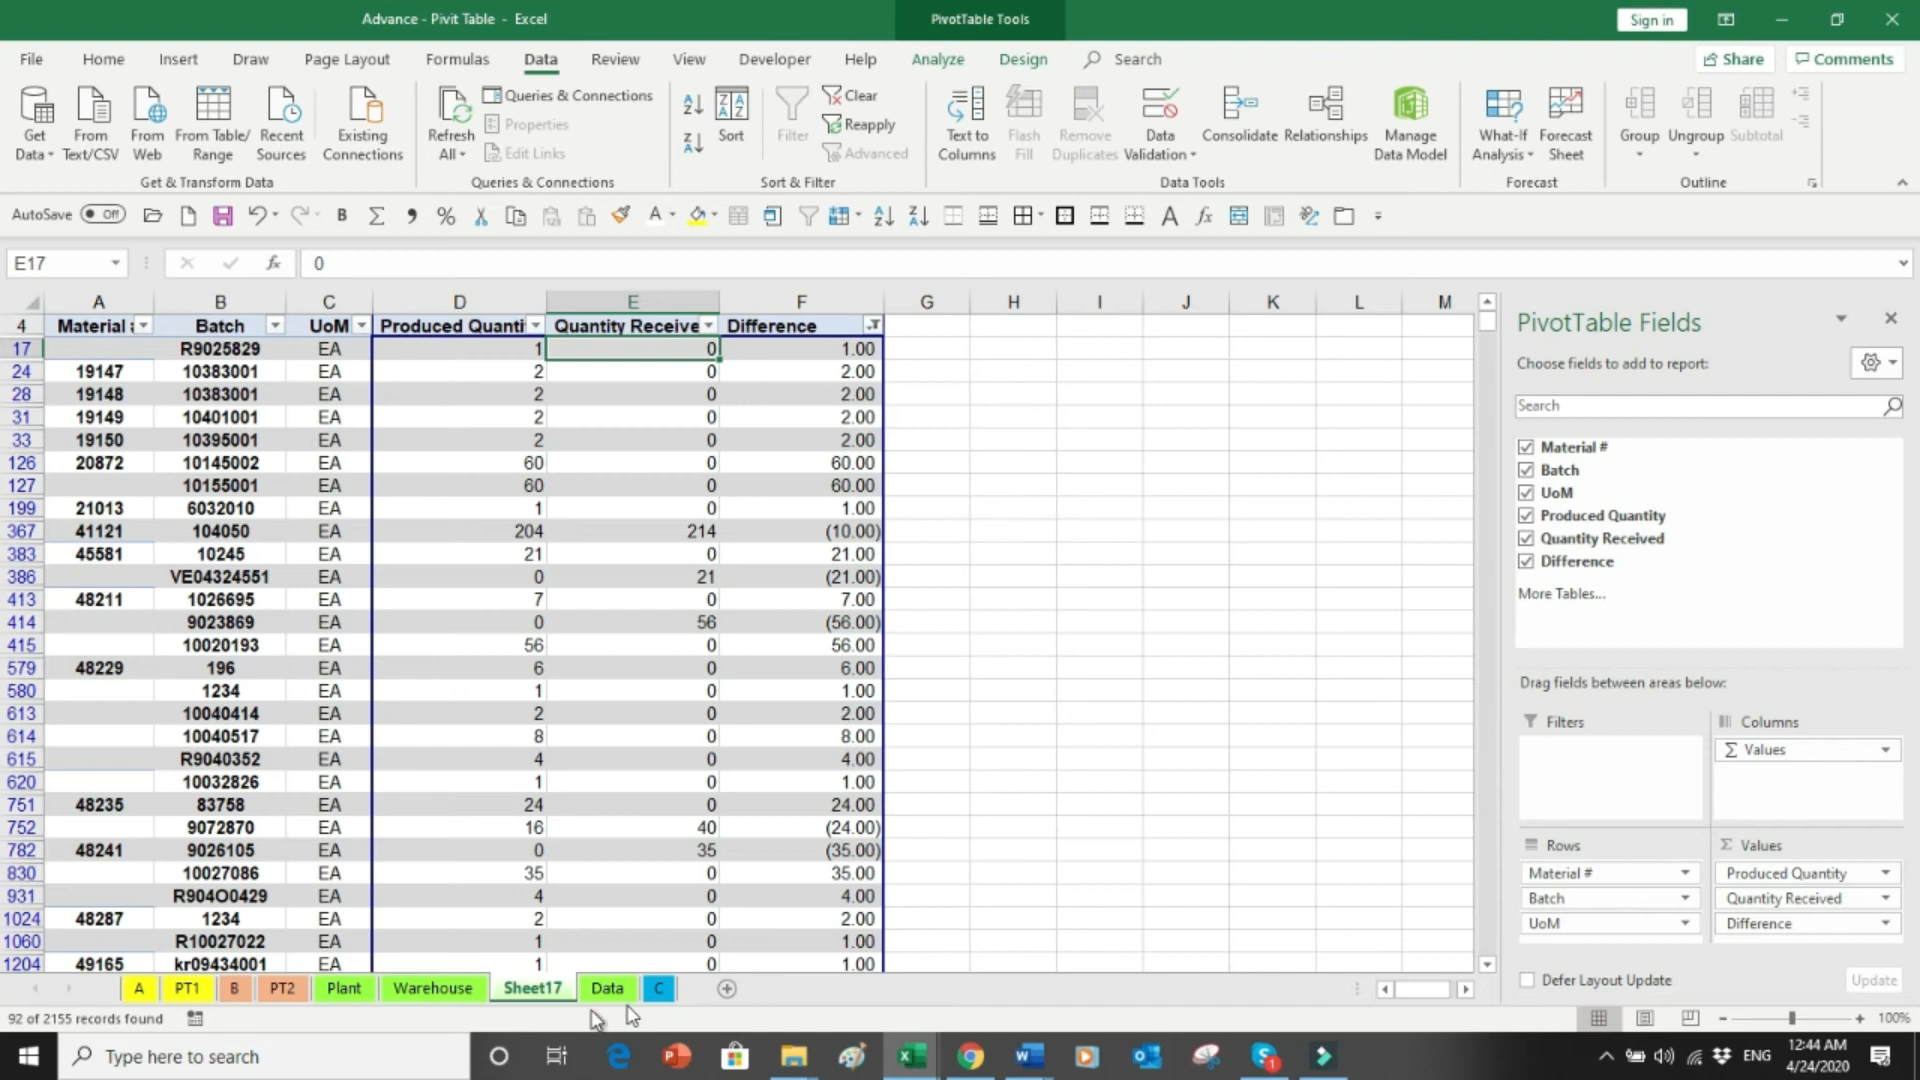 Advance - Pivit Table - Excel
PivotTable Tools
Sign in
File Home Insert Draw Page Layout Formulas Data Review View Developer Help Analyze Design Search
Share
Comments
Get Data
From Text/CSV
From Web
From Table/ Range
Recent Sources
Existing Connections
Get & Transform Data
Refresh All
Queries & Connections
Properties
Edit Links
Queries & Connections
Sort
Filter
Clear
Reapply
Advanced
Sort & Filter
Text to Columns
Flash Fill
Remove Duplicates
Data Validation
Consolidate
Relationships
Manage Data Model
Data Tools
What-If Analysis
Forecast Sheet
Forecast
Group
Ungroup
Subtotal
Outline
AutoSave Off
E17
0
A B C D E F G H I J K L M
4 Material Batch UoM Produced Quanti Quantity Receive Difference
17 R9025829 EA 1 0 1.00
24 19147 10383001 EA 2 0 2.00
28 19148 10383001 EA 2 0 2.00
31 19149 10401001 EA 2 0 2.00
33 19150 10395001 EA 2 0 2.00
126 20872 10145002 EA 60 0 60.00
127 10155001 EA 60 0 60.00
199 21013 6032010 EA 1 0 1.00
367 41121 104050 EA 204 214 (10.00)
383 45581 10245 EA 21 0 21.00
386 VE04324551 EA 0 21 (21.00)
413 48211 1026695 EA 7 0 7.00
414 9023869 EA 0 56 (56.00)
415 10020193 EA 56 0 56.00
579 48229 196 EA 6 0 6.00
580 1234 EA 1 0 1.00
613 10040414 EA 2 0 2.00
614 10040517 EA 8 0 8.00
615 R9040352 EA 4 0 4.00
620 10032826 EA 1 0 1.00
751 48235 83758 EA 24 0 24.00
752 9072870 EA 16 40 (24.00)
782 48241 9026105 EA 0 35 (35.00)
830 10027086 EA 35 0 35.00
931 R904O0429 EA 4 0 4.00
1024 48287 1234 EA 2 0 2.00
1060 R10027022 EA 1 0 1.00
1204 49165 kr09434001 EA 1 0 1.00
A PT1 B PT2 Plant Warehouse Sheet17 Data C
92 of 2155 records found
100%
PivotTable Fields
Choose fields to add to report:
Search
Material #
Batch
UoM
Produced Quantity
Quantity Received
Difference
More Tables...
Drag fields between areas below:
Filters
Columns
Σ Values
Rows
Σ Values
Material #
Produced Quantity
Batch
Quantity Received
UoM
Difference
Defer Layout Update
Update
Type here to search
ENG
12:44 AM
4/24/2020